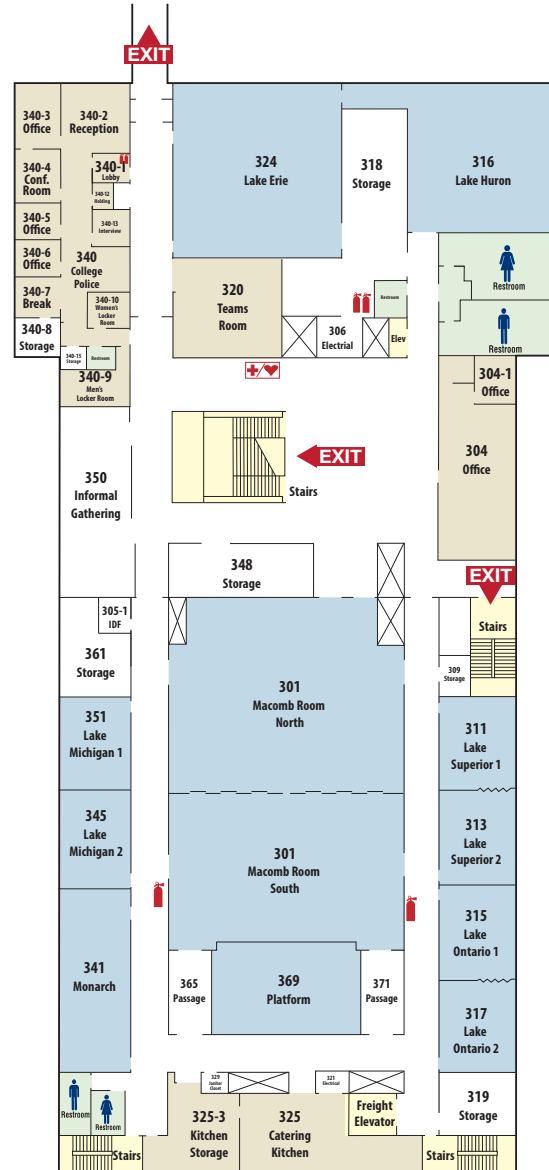 EXIT
340-3
Office
340-2
Reception
324
Lake Erie
318
Storage
316
Lake Huron
340-4
Conf.
Room
340-1
Lobby
340-12
Holding
340-5
Office
340-13
Interview
340-6
Office
340
College
Police
Restroom
340-7
Break
340-10
Women's
Locker
Room
320
Teams
Room
Restroom
340-8
Storage
306
Electrial
Elev
Restroom
340-15
Storage
Restroom
340-9
Men's
Locker Room
304-1
Office
304
Office
EXIT
Stairs
350
Informal
Gathering
348
Storage
EXIT
305-1
IDF
Stairs
361
Storage
309
Storage
301
Macomb Room
North
351
Lake
Michigan 1
311
Lake
Superior 1
345
Lake
Michigan 2
313
Lake
Superior 2
301
Macomb Room
South
315
Lake
Ontario 1
341
Monarch
365
Passage
369
Platform
371
Passage
317
Lake
Ontario 2
329
Janitor
Closet
321
Electrical
319
Storage
Restroom
Restroom
325-3
Kitchen
Storage
325
Catering
Kitchen
Freight
Elevator
Stairs
Stairs